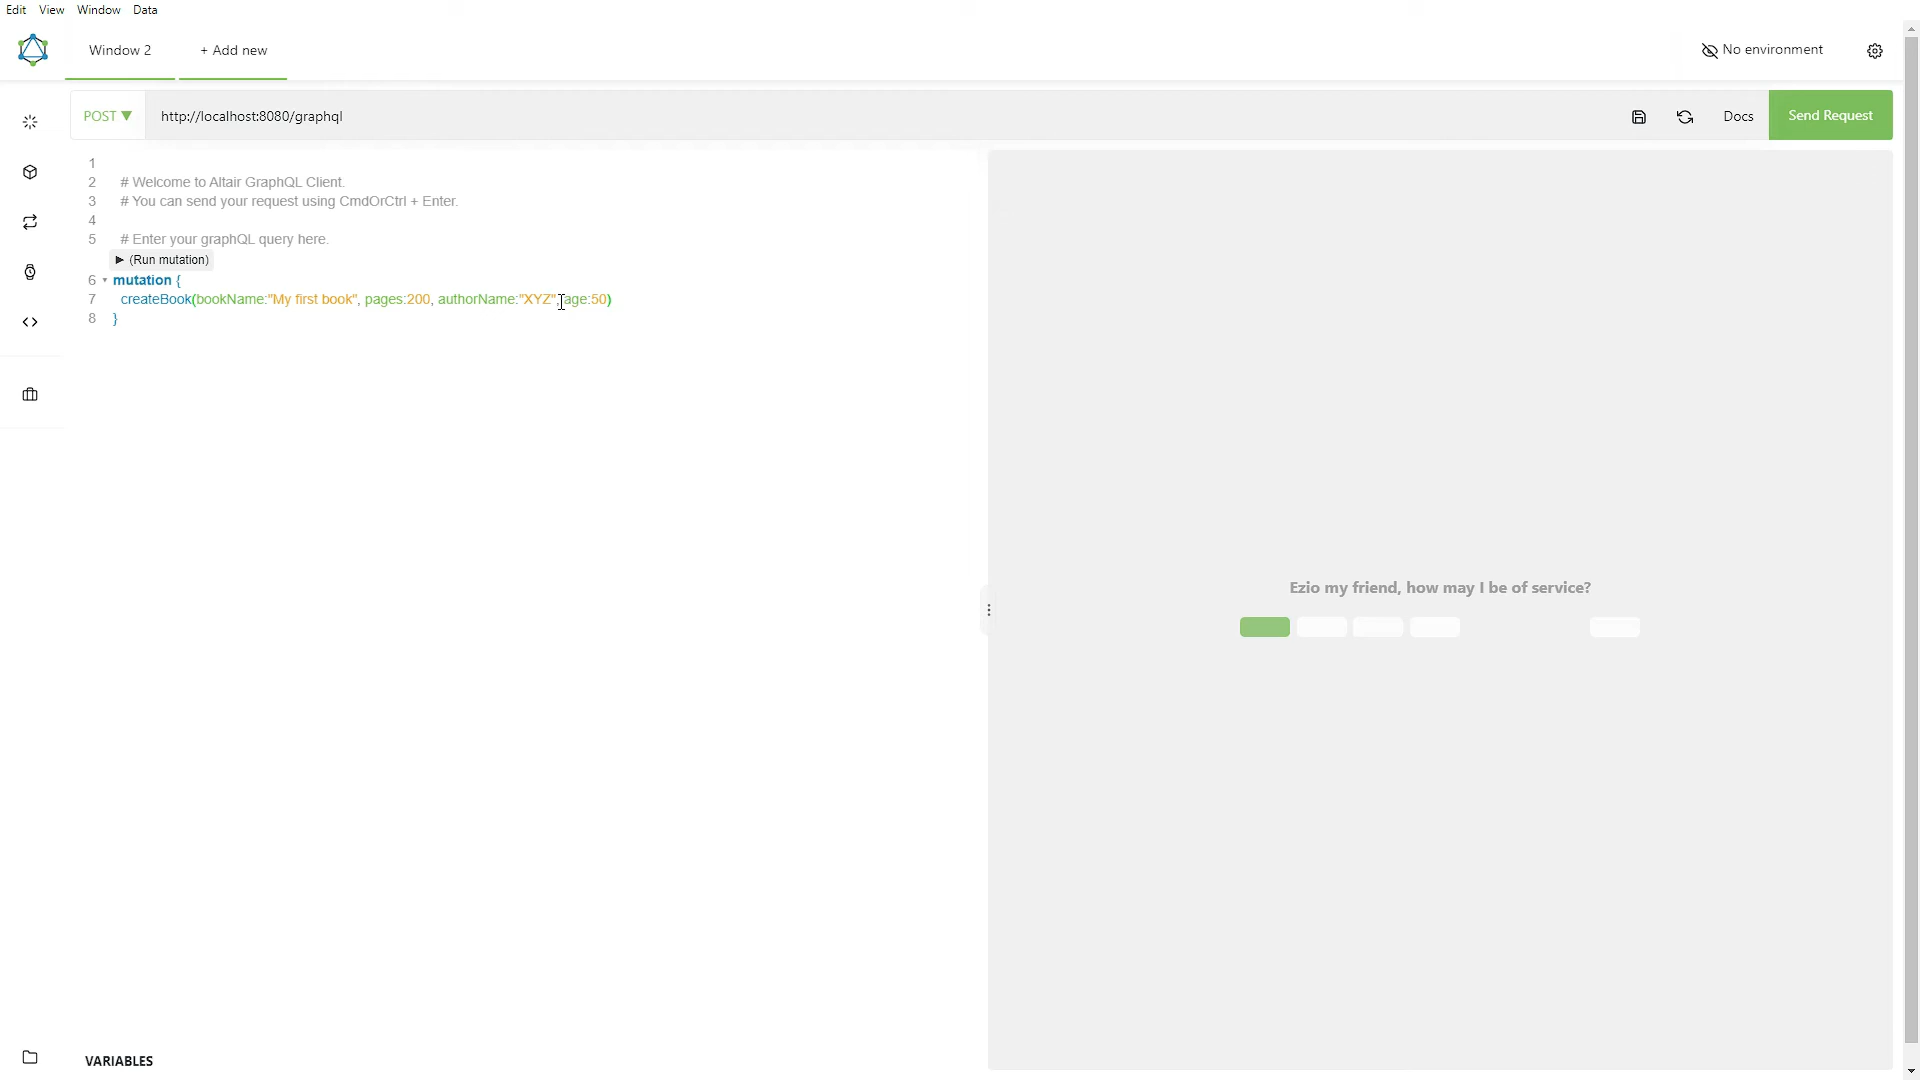 Edit View Window Data
Window 2 + Add new No environment
POST ▼ http://localhost:8080/graphql Docs Send Request
1
2 # Welcome to Altair GraphQL Client.
3 # You can send your request using CmdOrCtrl + Enter.
4
5 # Enter your graphQL query here.
▶ (Run mutation)
6 ▾ mutation {
7 createBook(bookName:"My first book", pages:200, authorName:"XYZ", age:50)
8 }
Ezio my friend, how may I be of service?
VARIABLES